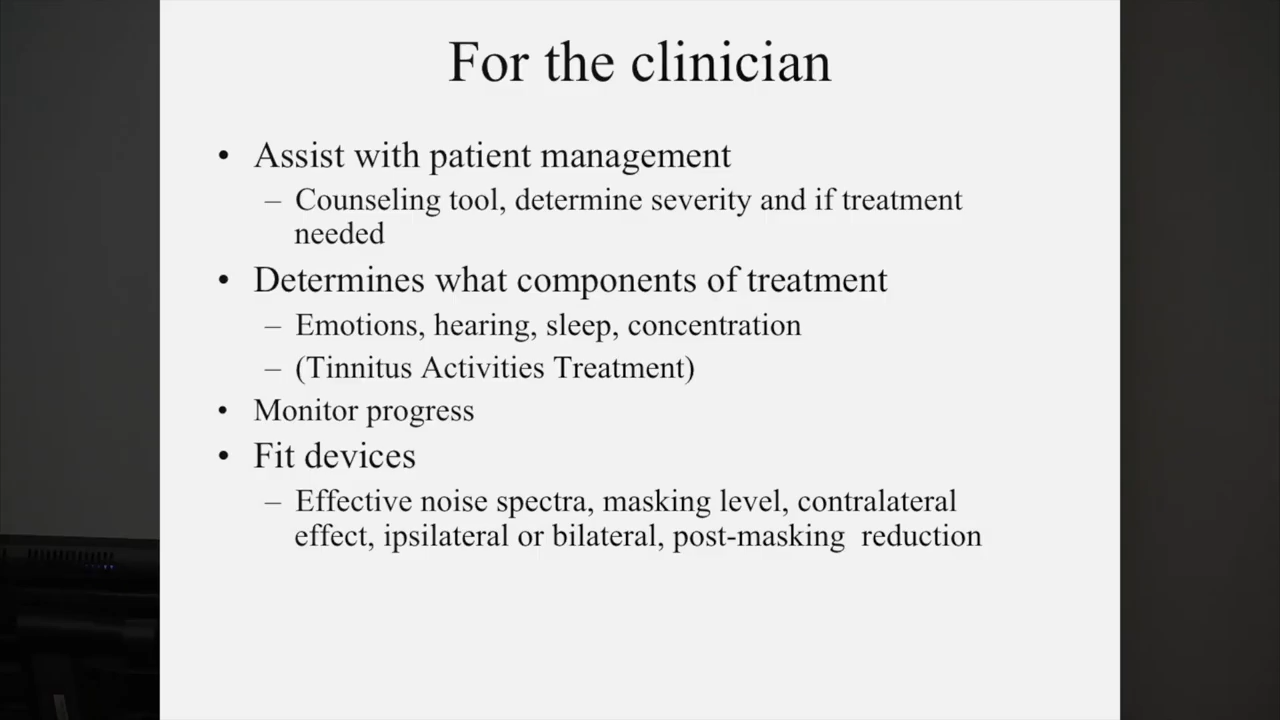 For the clinician
• Assist with patient management
– Counseling tool, determine severity and if treatment
needed
• Determines what components of treatment
– Emotions, hearing, sleep, concentration
– (Tinnitus Activities Treatment)
• Monitor progress
• Fit devices
– Effective noise spectra, masking level, contralateral
effect, ipsilateral or bilateral, post-masking  reduction